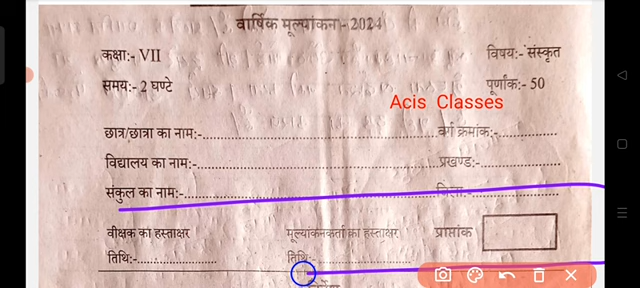 वार्षिक मूल्यांकन - 2024
कक्षा:- VII विषय:- संस्कृत
समय:- 2 घण्टे पूर्णांक:- 50
Acis Classes
छात्र/छात्रा का नाम:-........................ वर्ग क्रमांक:-............
विद्यालय का नाम:-........................ प्रखण्ड:-............
संकुल का नाम:-........................ जिला:-............
वीक्षक का हस्ताक्षर मूल्यांकनकर्ता का हस्ताक्षर प्राप्तांक
तिथि:-................ तिथि:-